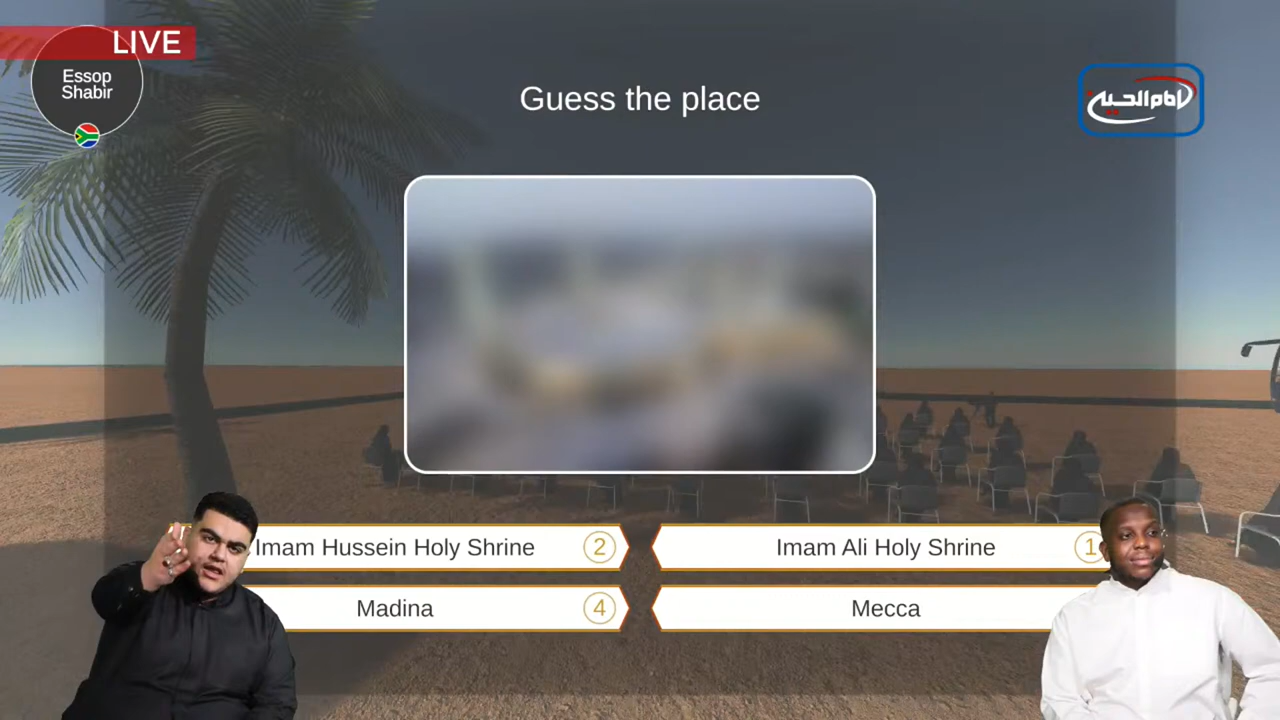 LIVE
Essop
Shabir
Guess the place
Imam Hussein Holy Shrine 2
Imam Ali Holy Shrine 1
Madina 4
Mecca